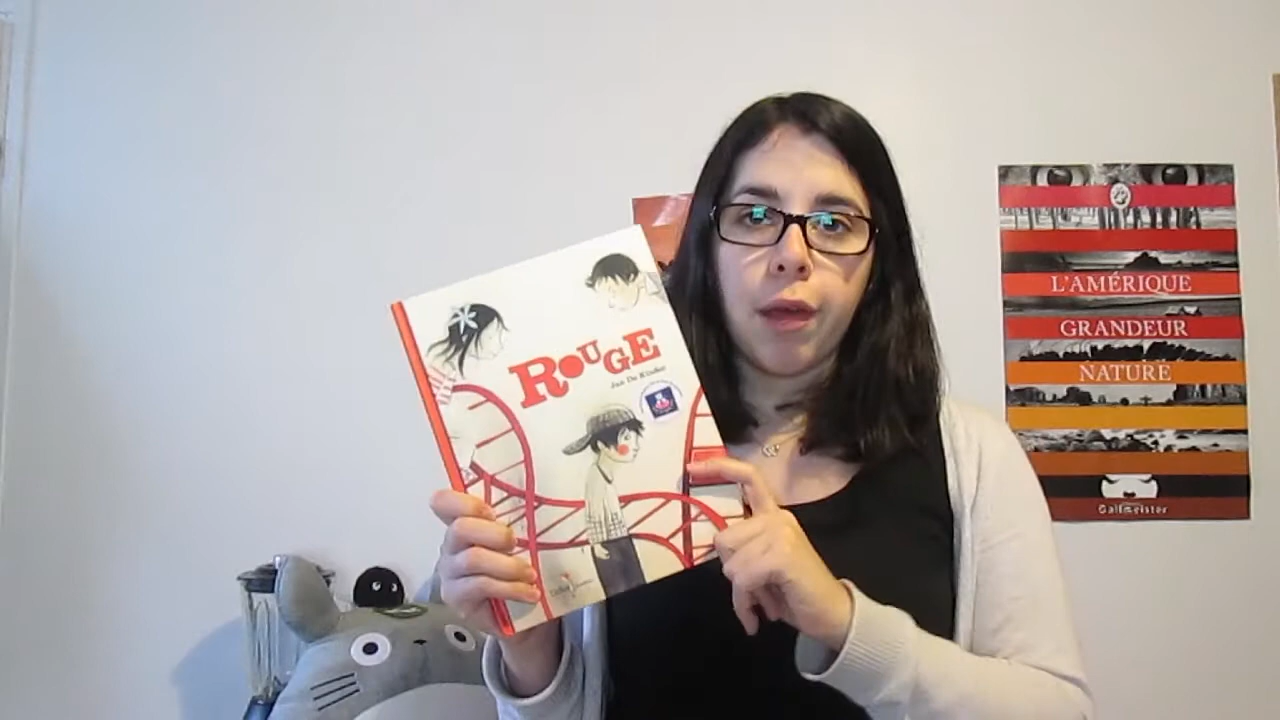 ROUGE
Jan De Kinder
L'AMÉRIQUE
GRANDEUR
NATURE
Gallmeister